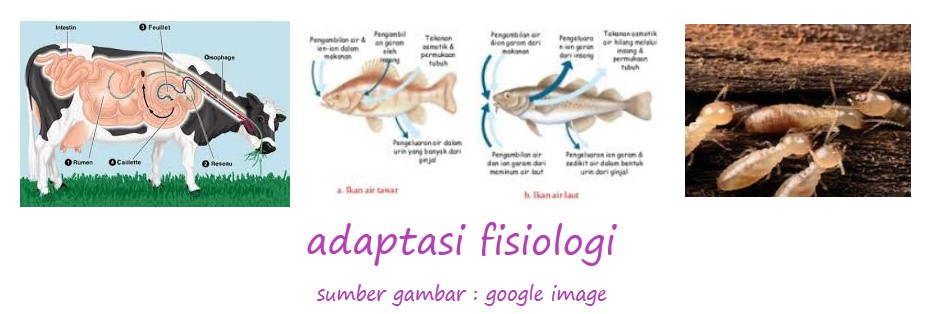 Intestin
❸ Feuillet
Œsophage
❶ Rumen
❹ Caillette
❷ Reseau
Pengambilan air &
ion-ion dalam
makanan
Pengambil
an garam
oleh
insang
Tekanan
osmotik &
permukaan
tubuh
Pengeluaran air dalam
urin yang banyak dari
ginjal
a. Ikan air tawar
Pengambilan air
&ion garam dari
makanan
Pengeluara
n ion garam
dari insang
Tekanan osmotik
air hilang melalui
insang &
permukaan
tubuh
Pengambilan air
dan ion garam dari
meminum air laut
Pengeluaran ion garam &
sedikit air dalam bentuk
urin dari ginjal
b. Ikan air laut
adaptasi fisiologi
sumber gambar : google image